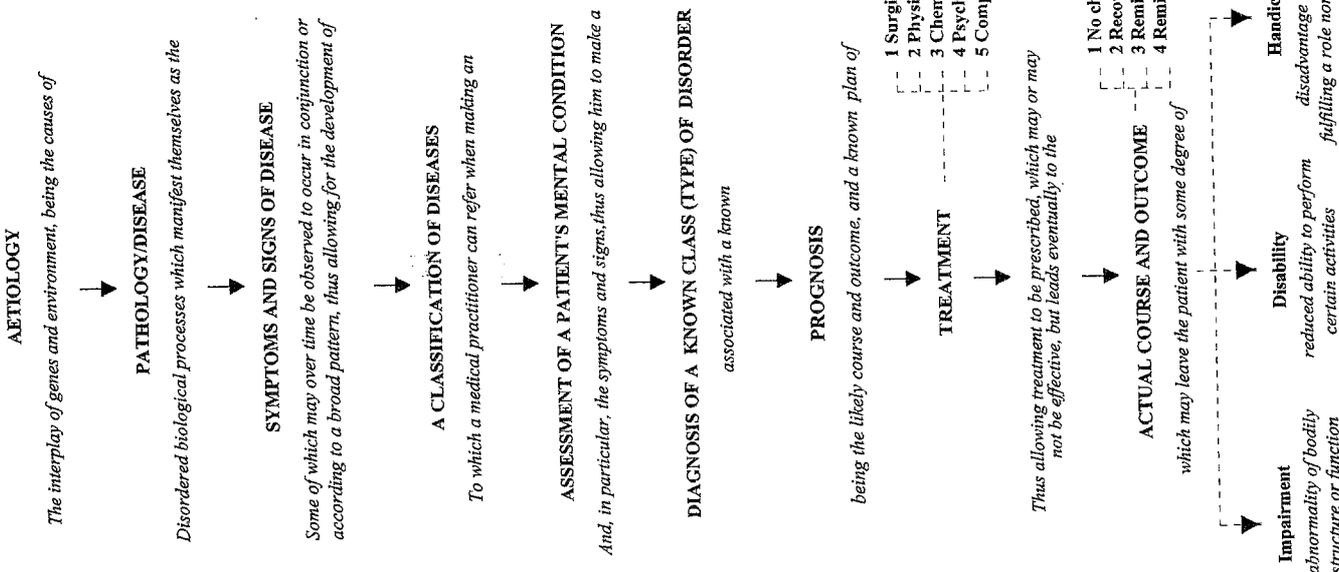 AETIOLOGY
The interplay of genes and environment, being the causes of
PATHOLOGY/DISEASE
Disordered biological processes which manifest themselves as the
SYMPTOMS AND SIGNS OF DISEASE
Some of which may over time be observed to occur in conjunction or
according to a broad pattern, thus allowing for the development of
A CLASSIFICATION OF DISEASES
To which a medical practitioner can refer when making an
ASSESSMENT OF A PATIENT'S MENTAL CONDITION
And, in particular, the symptoms and signs, thus allowing him to make a
DIAGNOSIS OF A KNOWN CLASS (TYPE) OF DISORDER
associated with a known
PROGNOSIS
being the likely course and outcome, and a known plan of
TREATMENT
1 Surgi
2 Physi
3 Chem
4 Psych
5 Comp
Thus allowing treatment to be prescribed, which may or may
not be effective, but leads eventually to the
ACTUAL COURSE AND OUTCOME
1 No ch
2 Reco
3 Remi
4 Remi
which may leave the patient with some degree of
Impairment
abnormality of bodily
structure or function
Disability
reduced ability to perform
certain activities
Handic
disadvantage
fulfilling a role nor